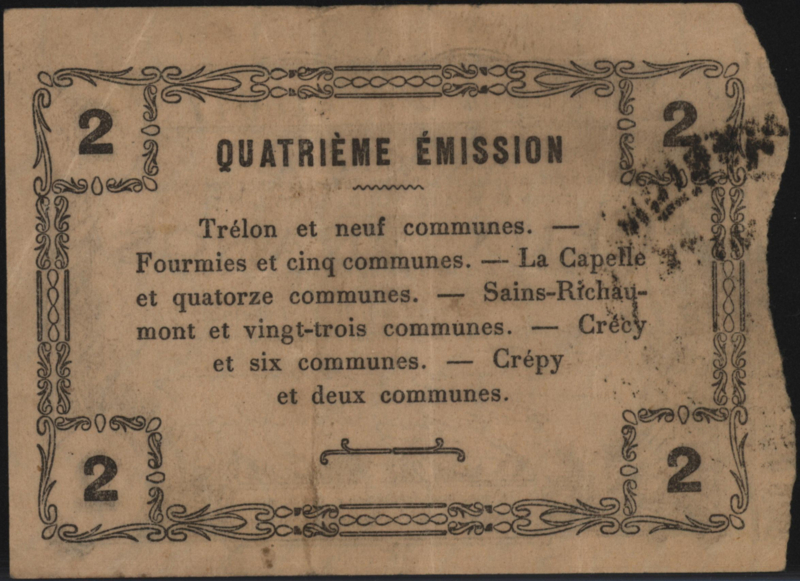 2 2
QUATRIÈME ÉMISSION
Trélon et neuf communes. —
Fourmies et cinq communes. — La Capelle
et quatorze communes. — Sains-Richau-
mont et vingt-trois communes. — Crécy
et six communes. — Crépy
et deux communes.
2 2